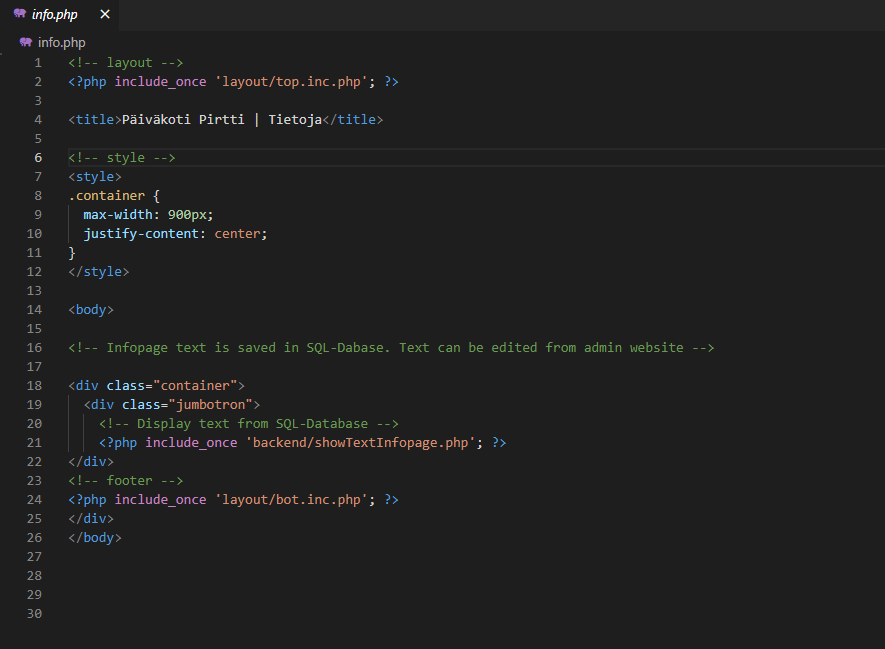 info.php ×
info.php
1 <!-- layout -->
2 <?php include_once 'layout/top.inc.php'; ?>
3
4 <title>Päiväkoti Pirtti | Tietoja</title>
5
6 <!-- style -->
7 <style>
8 .container {
9 max-width: 900px;
10 justify-content: center;
11 }
12 </style>
13
14 <body>
15
16 <!-- Infopage text is saved in SQL-Dabase. Text can be edited from admin website -->
17
18 <div class="container">
19 <div class="jumbotron">
20 <!-- Display text from SQL-Database -->
21 <?php include_once 'backend/showTextInfopage.php'; ?>
22 </div>
23 <!-- footer -->
24 <?php include_once 'layout/bot.inc.php'; ?>
25 </div>
26 </body>
27
28
29
30